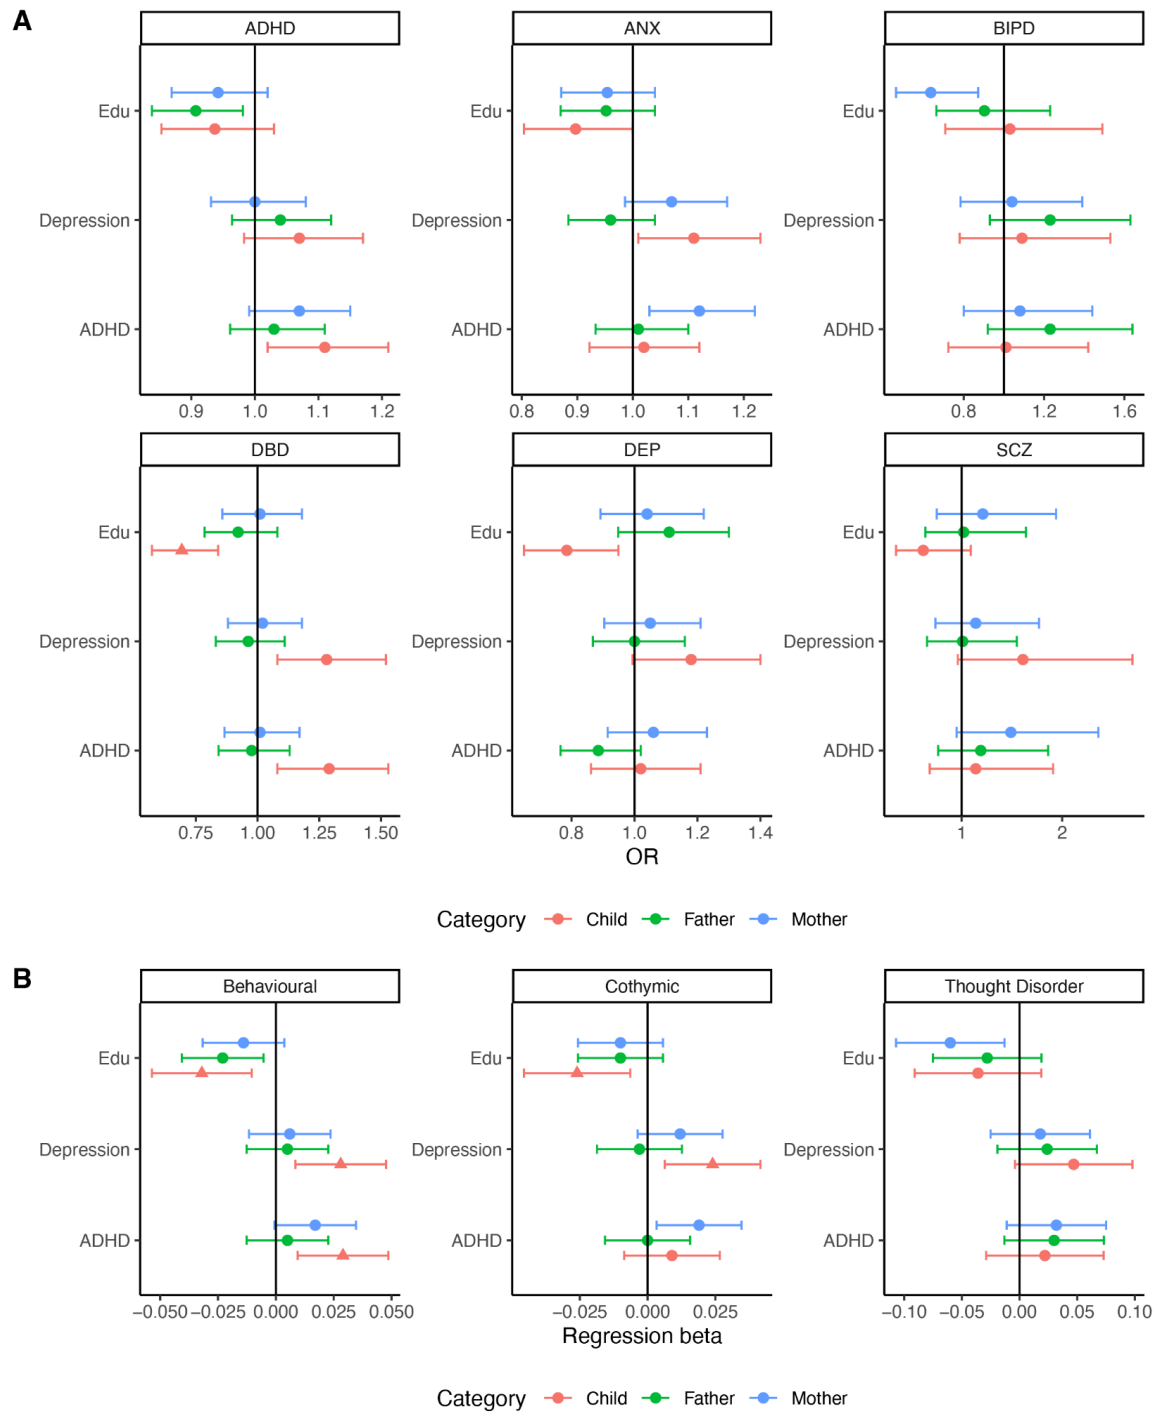 A
ADHD ANX BIPD
Edu Edu Edu
Depression Depression Depression
ADHD ADHD ADHD
0.9 1.0 1.1 1.2 0.8 0.9 1.0 1.1 1.2 0.8 1.2 1.6
DBD DEP SCZ
Edu Edu Edu
Depression Depression Depression
ADHD ADHD ADHD
0.75 1.00 1.25 1.50 0.8 1.0 1.2 1.4 1 2
OR
Category Child Father Mother
B
Behavioural Cothymic Thought Disorder
Edu Edu Edu
Depression Depression Depression
ADHD ADHD ADHD
−0.050 −0.025 0.000 0.025 0.050 −0.025 0.000 0.025 −0.10 −0.05 0.00 0.05 0.10
Regression beta
Category Child Father Mother